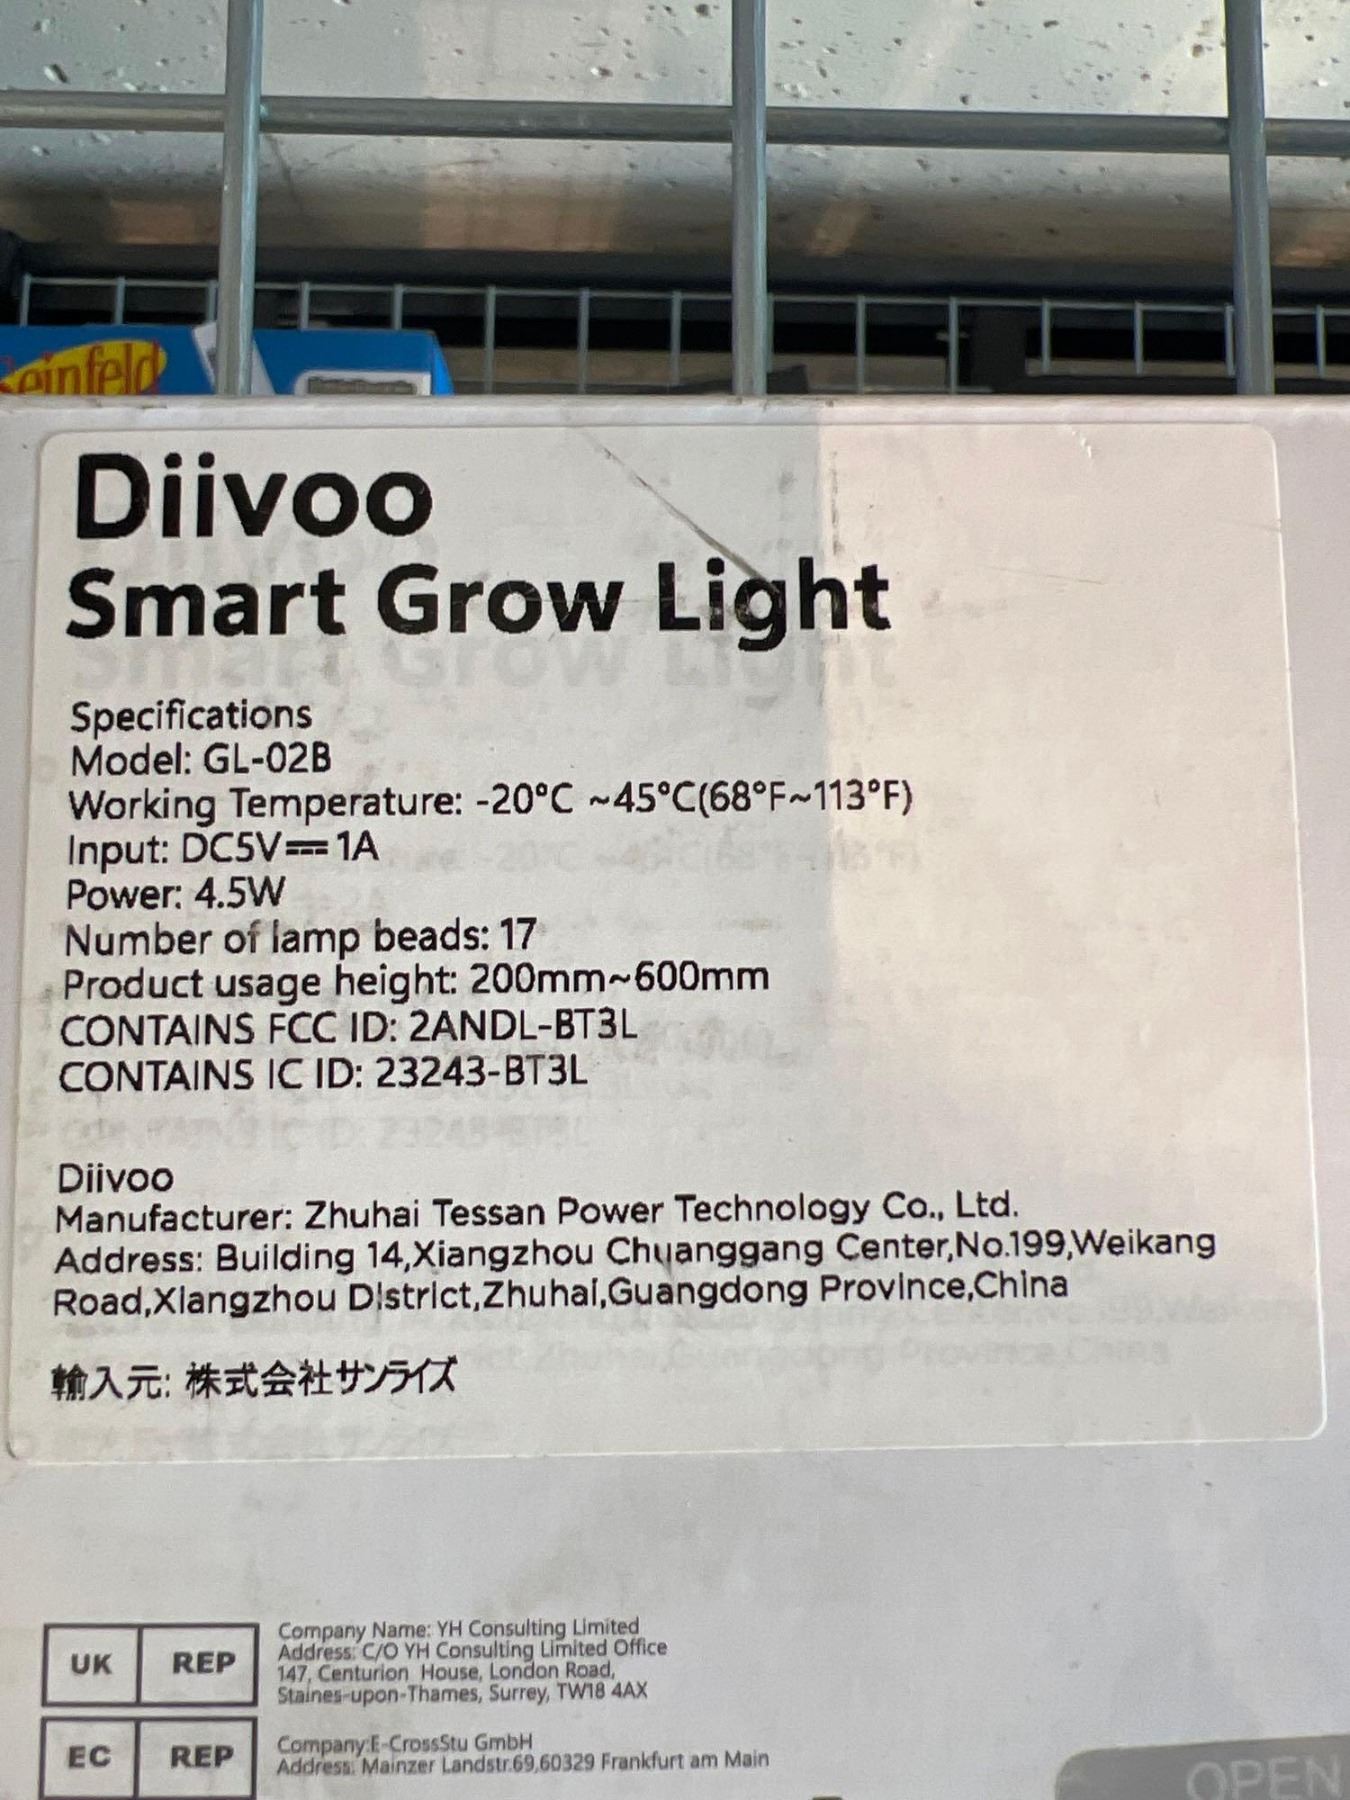 einfeld
Diivoo
Smart Grow Light
Specifications
Model: GL-02B
Working Temperature: -20°C ~45°C(68°F~113°F)
Input: DC5V⎓1A
Power: 4.5W
Number of lamp beads: 17
Product usage height: 200mm~600mm
CONTAINS FCC ID: 2ANDL-BT3L
CONTAINS IC ID: 23243-BT3L
Diivoo
Manufacturer: Zhuhai Tessan Power Technology Co., Ltd.
Address: Building 14,Xiangzhou Chuanggang Center,No.199,Weikang
Road,Xiangzhou District,Zhuhai,Guangdong Province,China
輸入元: 株式会社サンライズ
UK REP
Company Name: YH Consulting Limited
Address: C/O YH Consulting Limited Office
147, Centurion House, London Road,
Staines-upon-Thames, Surrey, TW18 4AX
EC REP
Company:E-CrossStu GmbH
Address: Mainzer Landstr.69,60329 Frankfurt am Main
OPEN